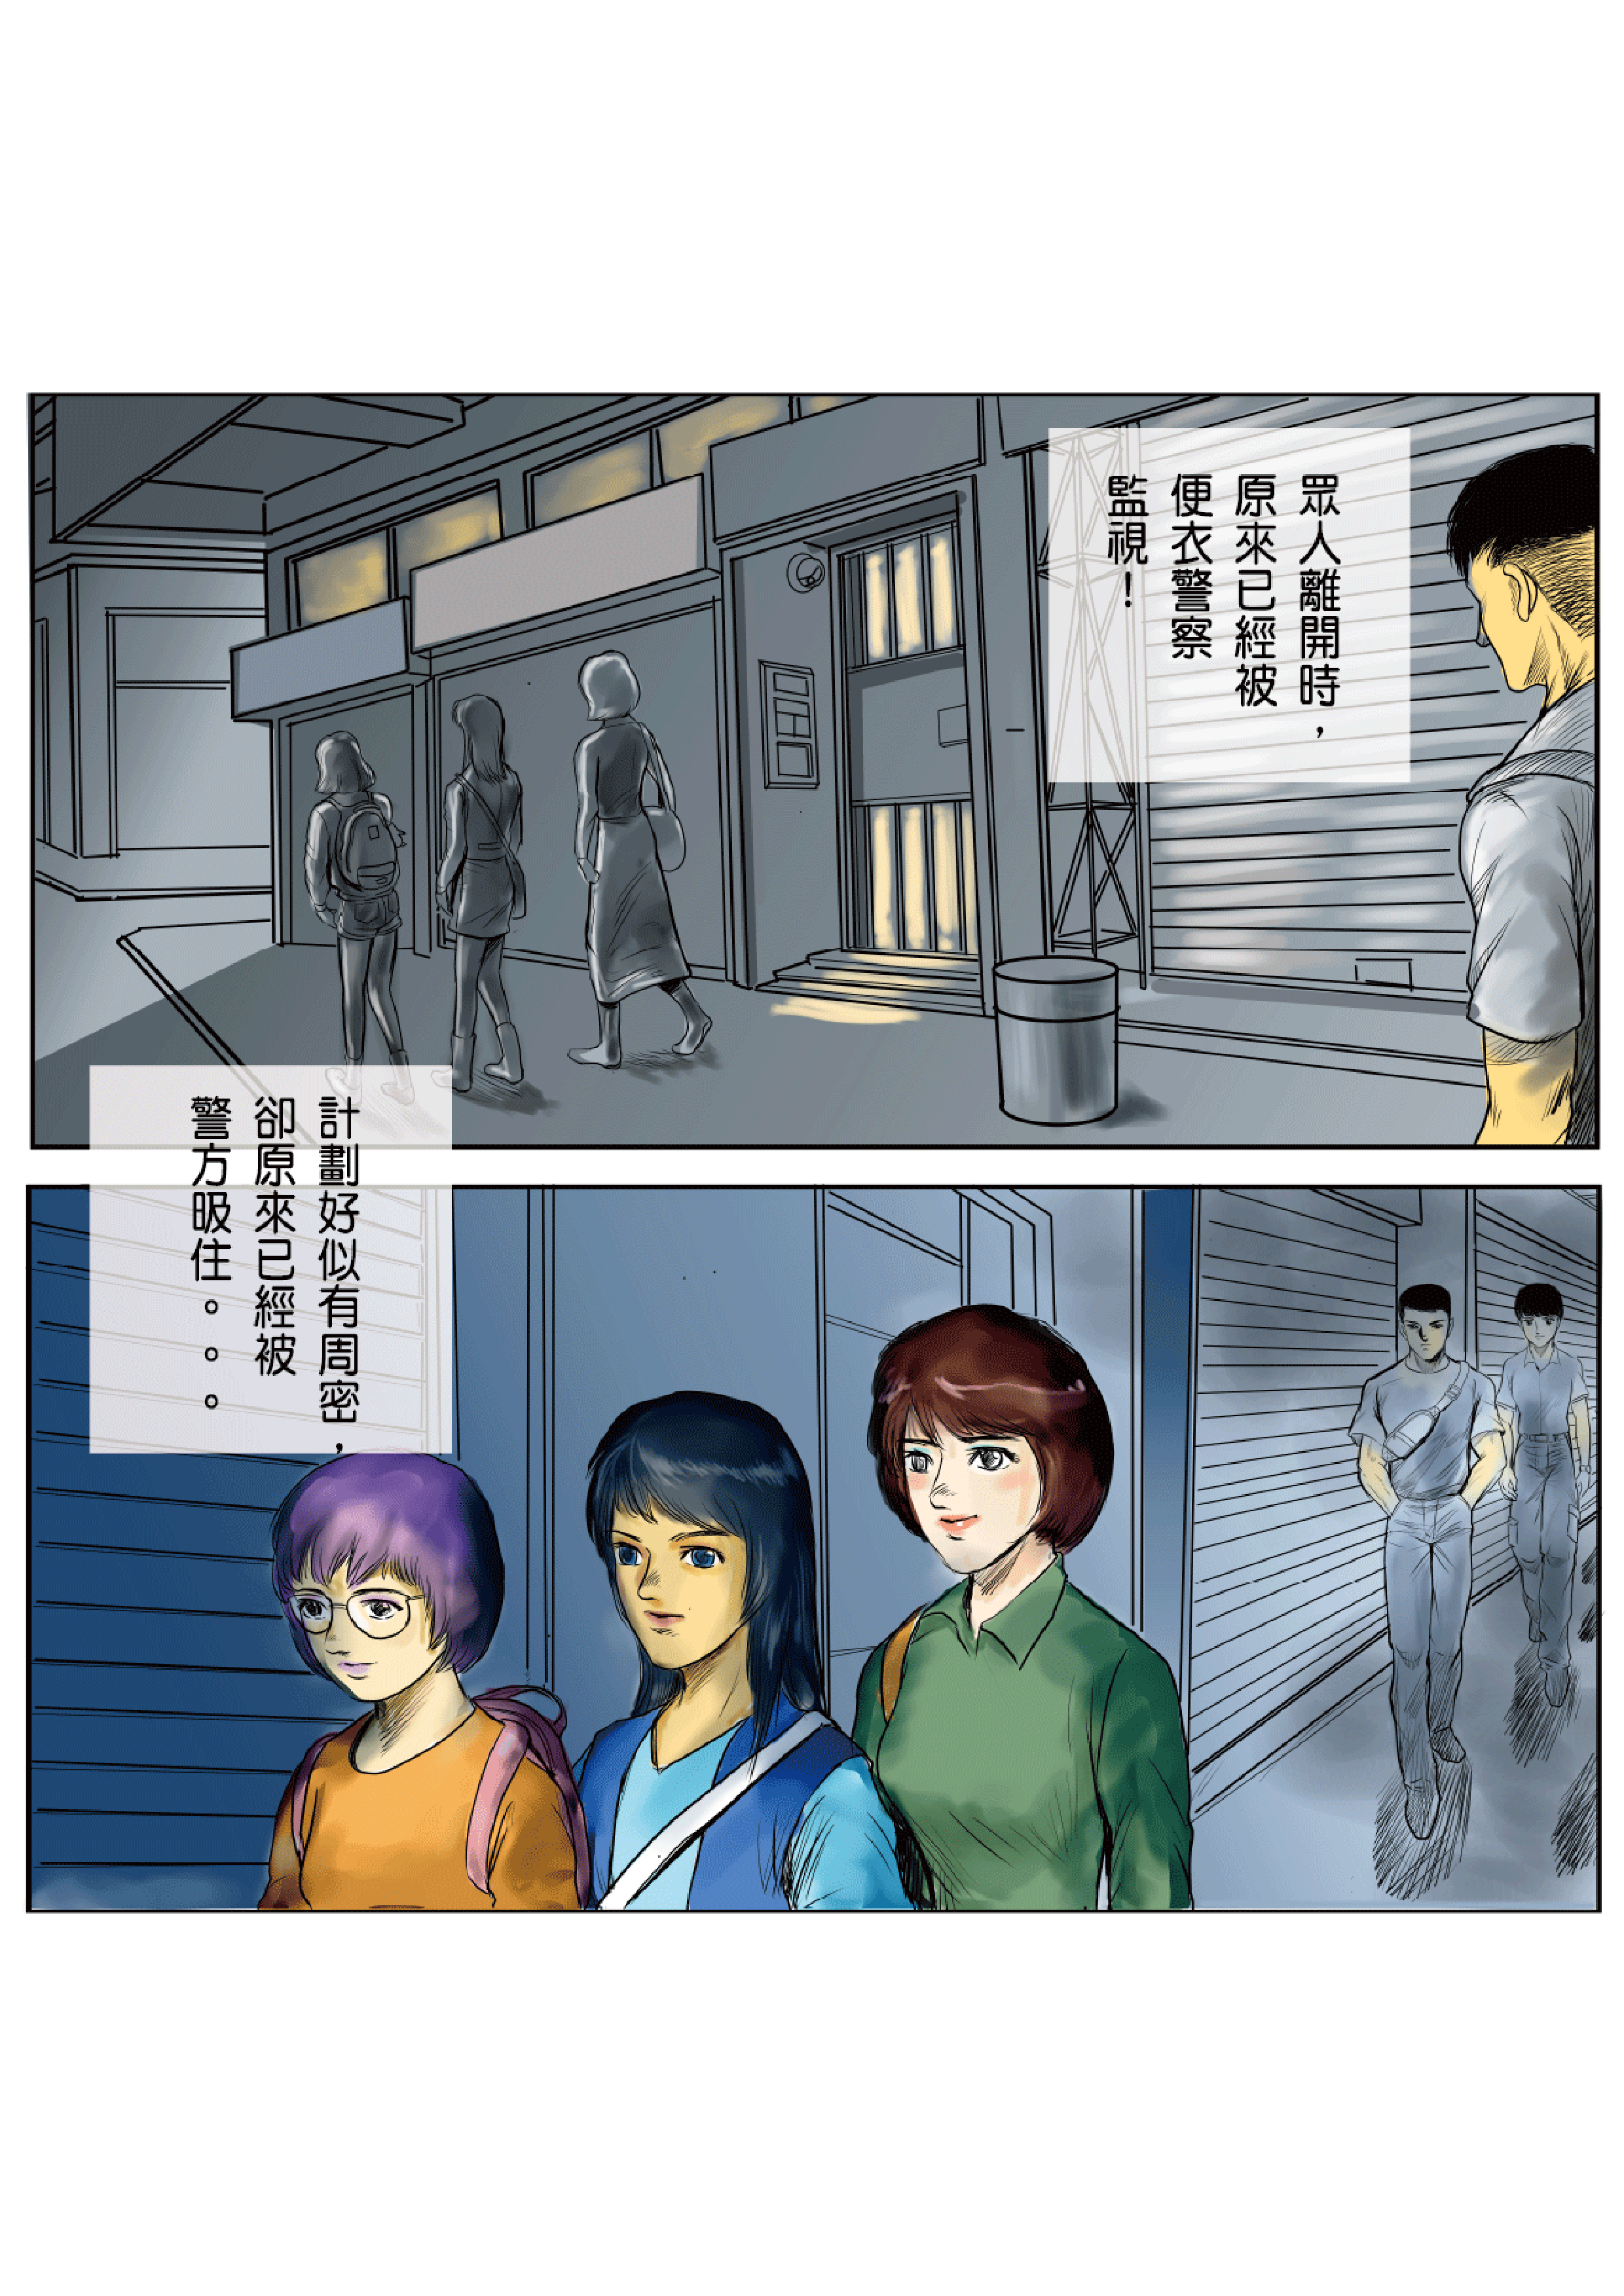 眾人離開時，
原來已經被
便衣警察
監視！
計劃好似有周密，
卻原來已經被
警方吸住。。。